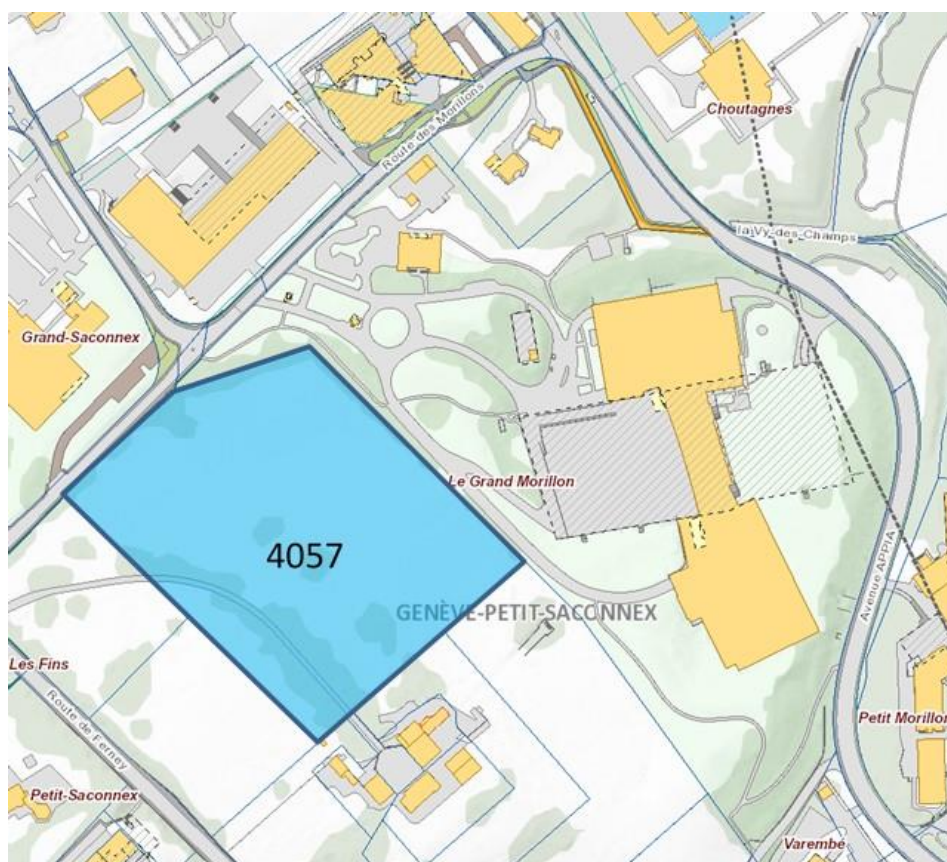 Choutagnes
Route des Morillons
la Vy-des-Champs
Grand-Saconnex
Le Grand Morillon
4057
GENÈVE-PETIT-SACONNEX
Avenue APPIA
Les Fins
Route de Ferney
Petit Morillon
Petit-Saconnex
Varembé